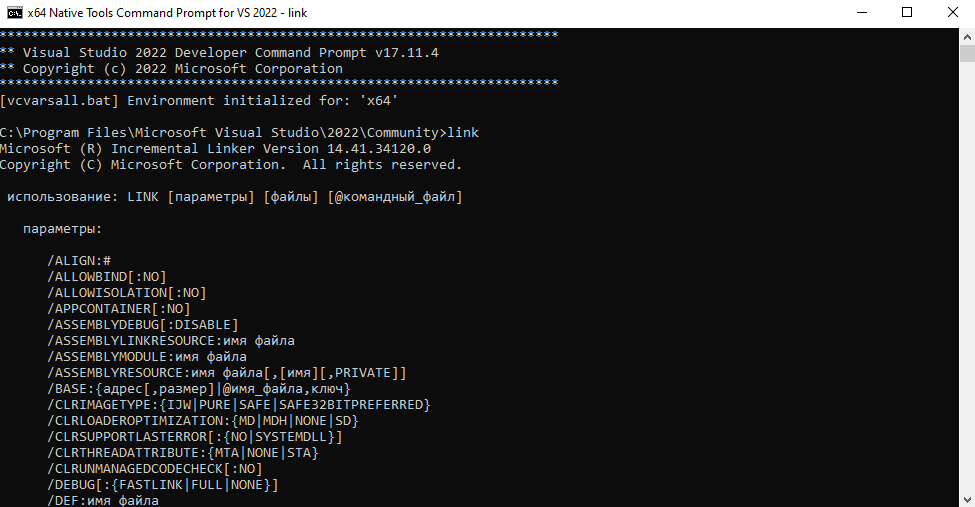 x64 Native Tools Command Prompt for VS 2022 - link
**********************************************************************
** Visual Studio 2022 Developer Command Prompt v17.11.4
** Copyright (c) 2022 Microsoft Corporation
**********************************************************************
[vcvarsall.bat] Environment initialized for: 'x64'
C:\Program Files\Microsoft Visual Studio\2022\Community>link
Microsoft (R) Incremental Linker Version 14.41.34120.0
Copyright (C) Microsoft Corporation.  All rights reserved.
использование: LINK [параметры] [файлы] [@командный_файл]
параметры:
/ALIGN:#
/ALLOWBIND[:NO]
/ALLOWISOLATION[:NO]
/APPCONTAINER[:NO]
/ASSEMBLYDEBUG[:DISABLE]
/ASSEMBLYLINKRESOURCE:имя файла
/ASSEMBLYMODULE:имя файла
/ASSEMBLYRESOURCE:имя файла[,[имя][,PRIVATE]]
/BASE:{адрес[,размер]|@имя_файла,ключ}
/CLRIMAGETYPE:{IJW|PURE|SAFE|SAFE32BITPREFERRED}
/CLRLOADEROPTIMIZATION:{MD|MDH|NONE|SD}
/CLRSUPPORTLASTERROR[:{NO|SYSTEMDLL}]
/CLRTHREADATTRIBUTE:{MTA|NONE|STA}
/CLRUNMANAGEDCODECHECK[:NO]
/DEBUG[:{FASTLINK|FULL|NONE}]
/DEF:имя файла